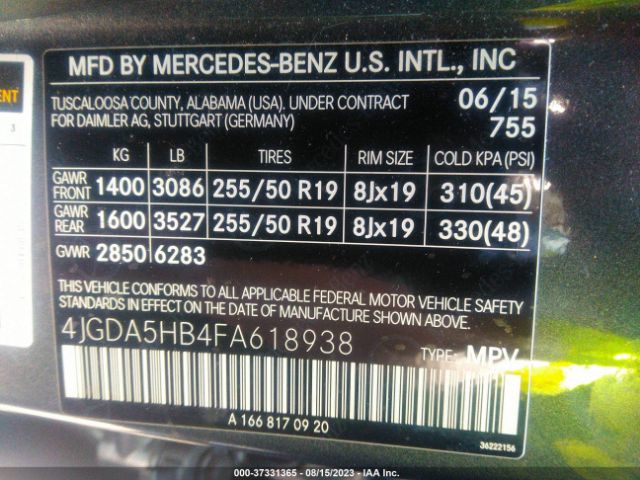 MFD BY MERCEDES-BENZ U.S. INTL., INC
TUSCALOOSA COUNTY, ALABAMA (USA). UNDER CONTRACT
FOR DAIMLER AG, STUTTGART (GERMANY)
06/15
755
KG LB TIRES RIM SIZE COLD KPA (PSI)
GAWR FRONT 1400 3086 255/50 R19 8Jx19 310(45)
GAWR REAR 1600 3527 255/50 R19 8Jx19 330(48)
GVWR 2850 6283
THIS VEHICLE CONFORMS TO ALL APPLICABLE FEDERAL MOTOR VEHICLE SAFETY
STANDARDS IN EFFECT ON THE DATE OF MANUFACTURE SHOWN ABOVE.
4JGDA5HB4FA618938 TYPE: MPV
A 166 817 09 20
36222156
3
000-37331365 - 08/15/2023 - IAA Inc.